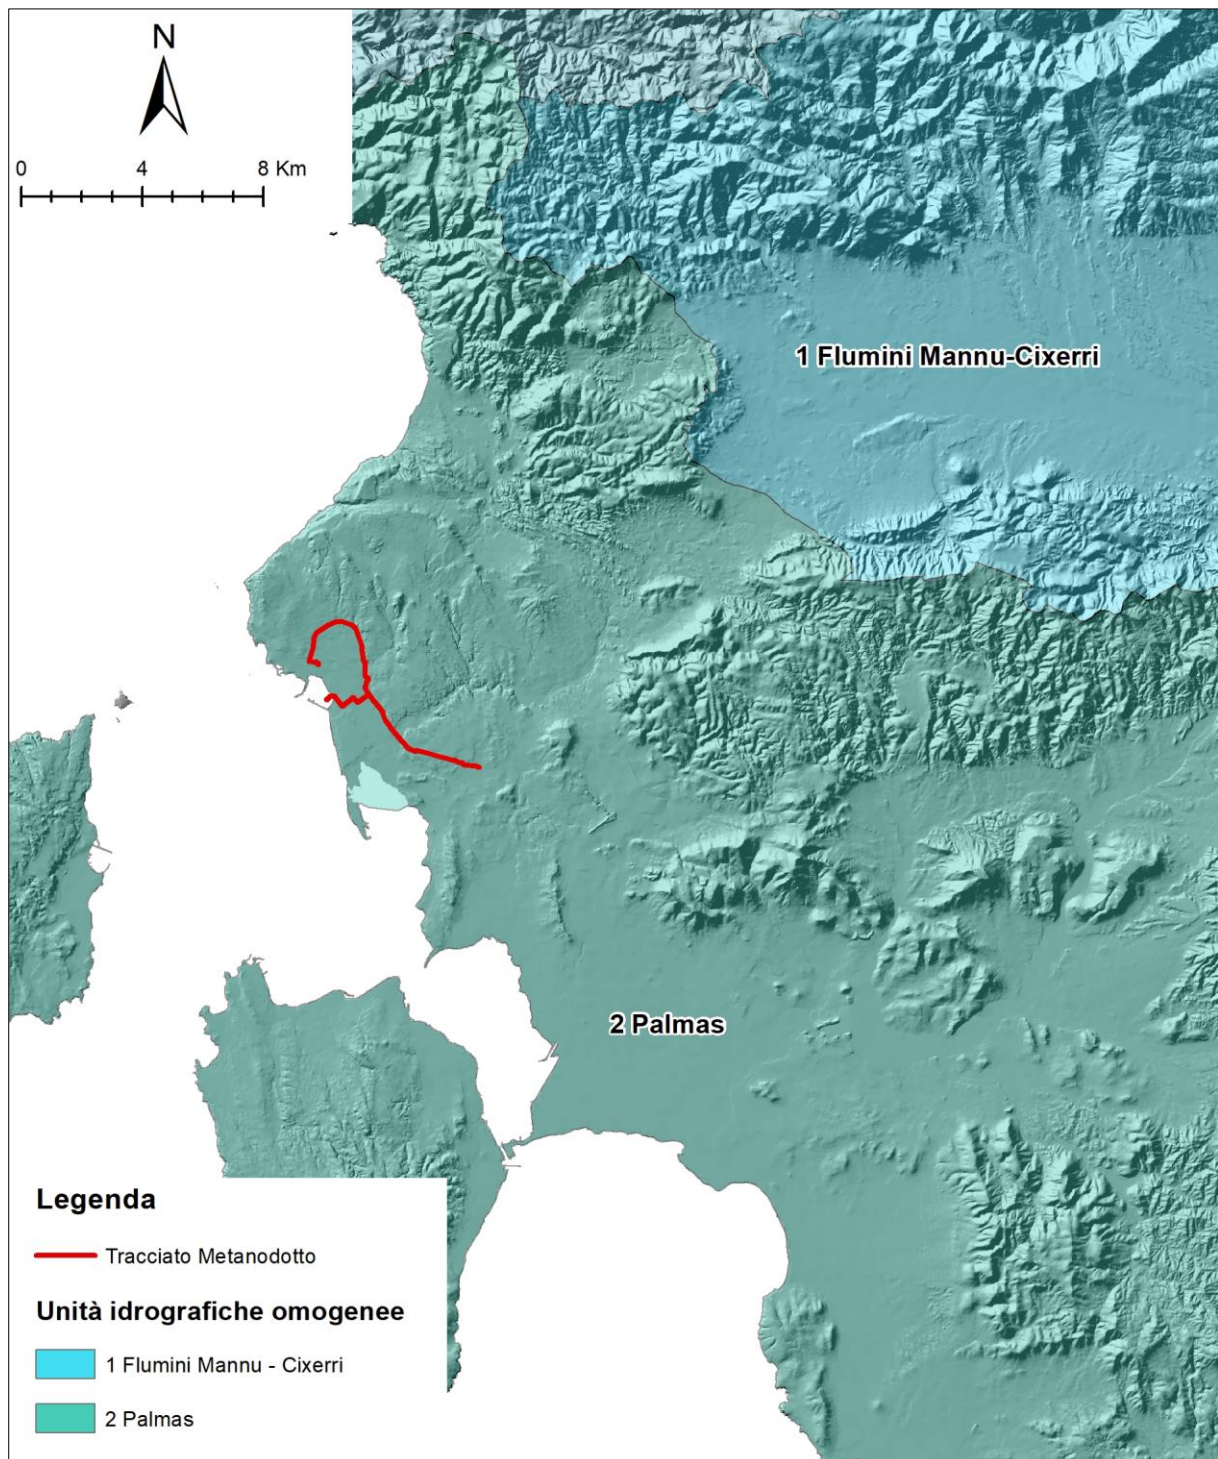 N
0 4 8 Km
1 Flumini Mannu-Cixerri
2 Palmas
Legenda
Tracciato Metanodotto
Unità idrografiche omogenee
1 Flumini Mannu - Cixerri
2 Palmas